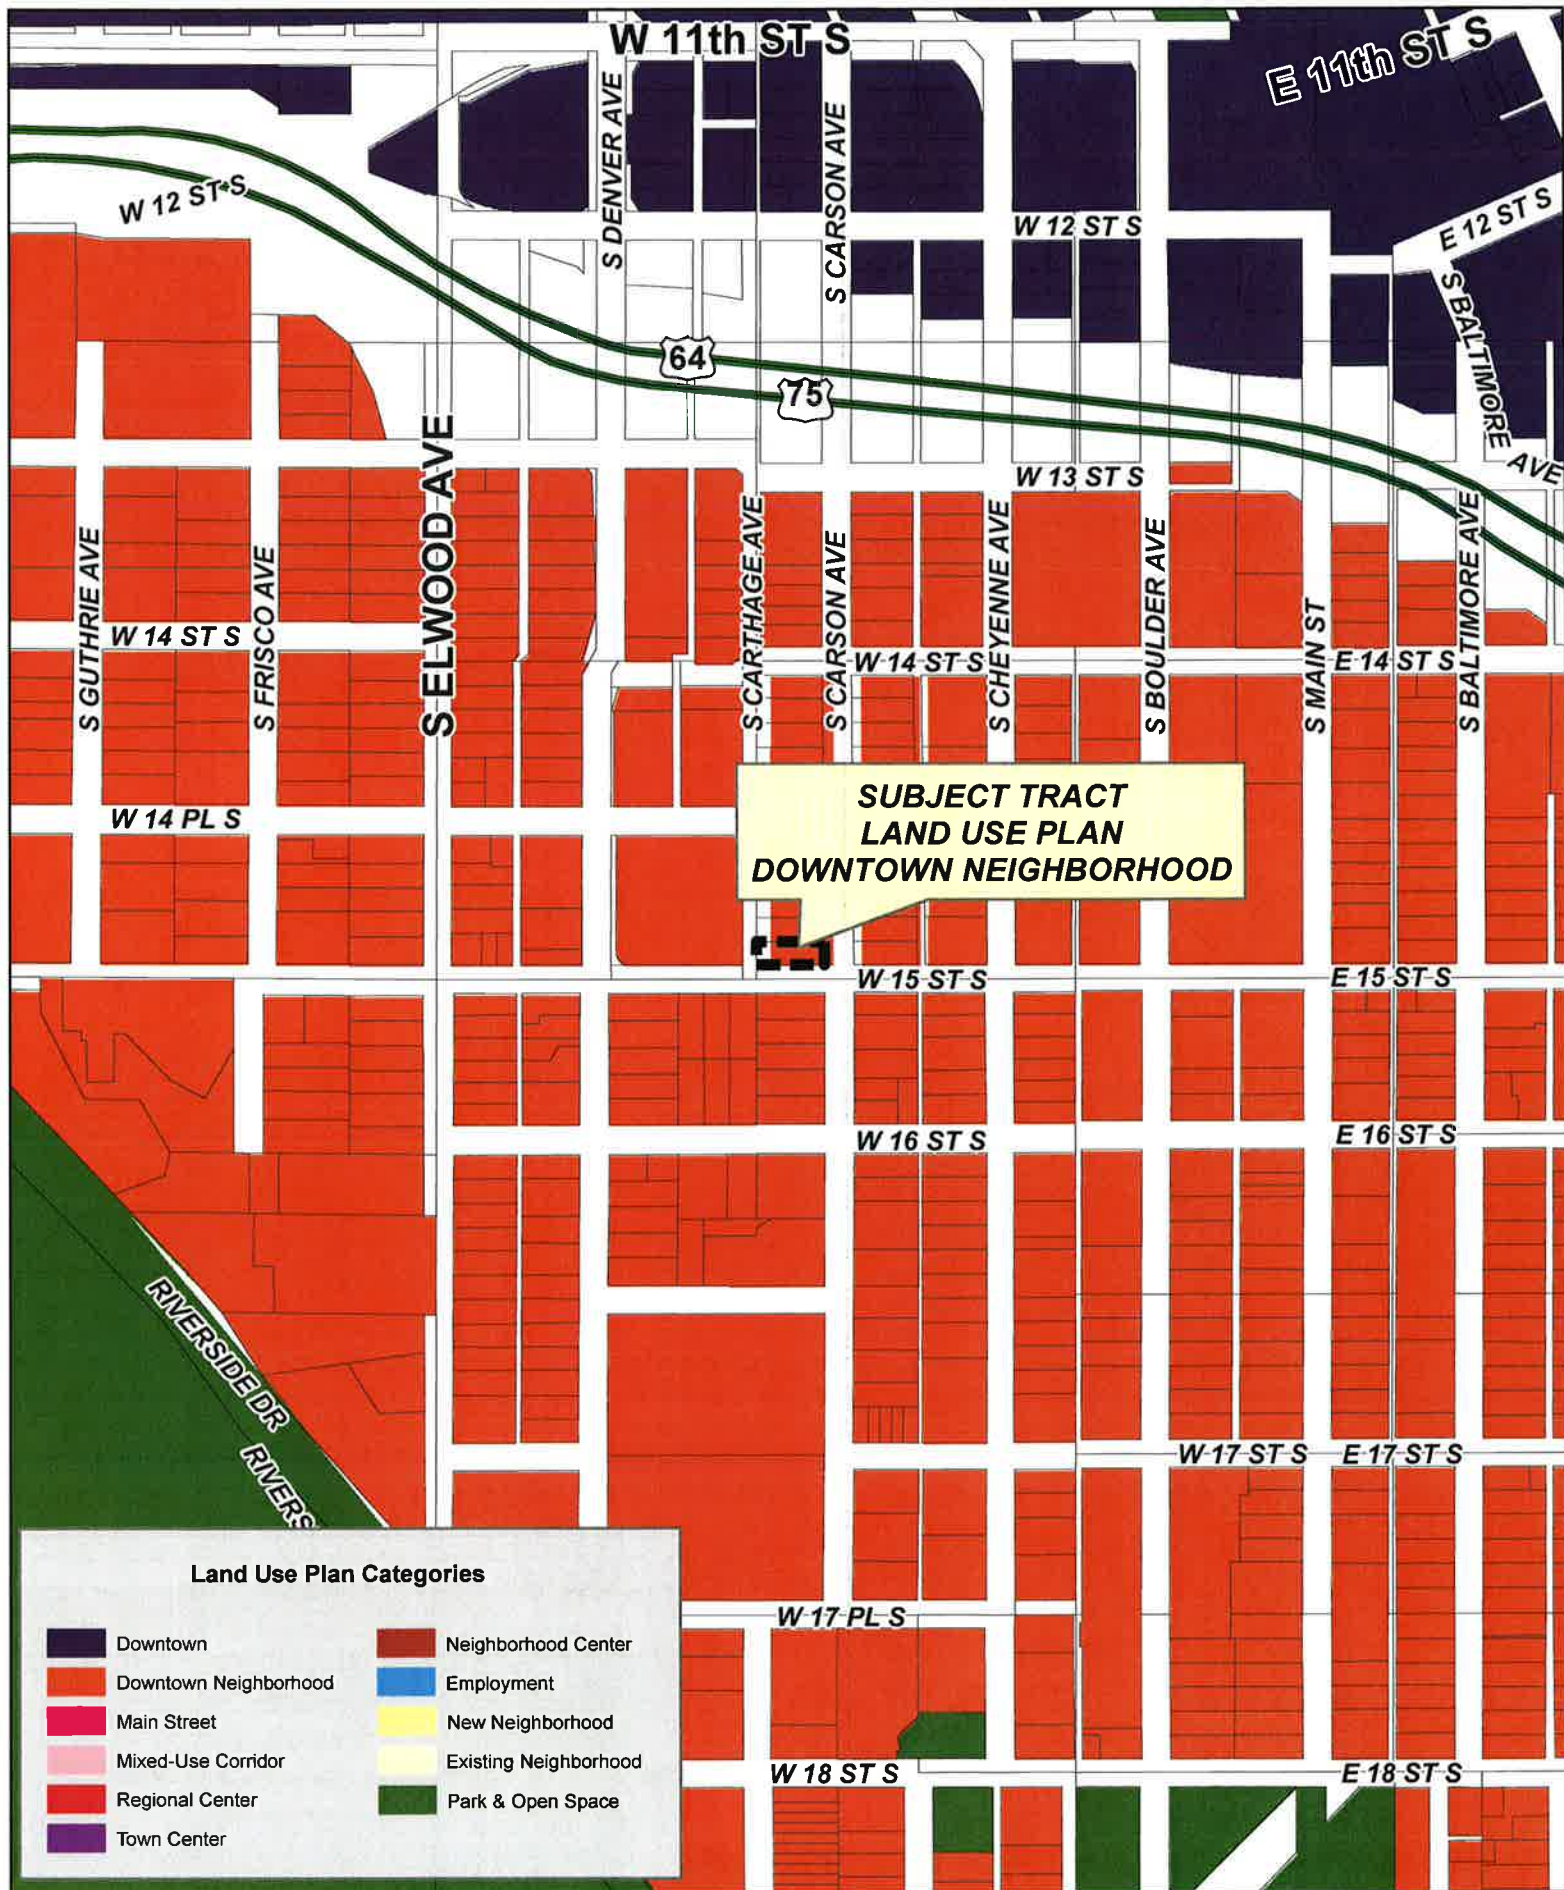 W 11th ST S
E 11th ST S
S DENVER AVE
S CARSON AVE
W 12 ST S
W 12 ST S
E 12 ST S
S BALTIMORE AVE
64
75
W 13 ST S
S GUTHRIE AVE
S FRISCO AVE
S ELWOOD AVE
S CARTHAGE AVE
S CARSON AVE
S CHEYENNE AVE
S BOULDER AVE
S MAIN ST
S BALTIMORE AVE
W 14 ST S
W 14 ST S
E 14 ST S
W 14 PL S
SUBJECT TRACT
LAND USE PLAN
DOWNTOWN NEIGHBORHOOD
W 15 ST S
E 15 ST S
W 16 ST S
E 16 ST S
RIVERSIDE DR
RIVERS
W 17 ST S
E 17 ST S
W 17 PL S
W 18 ST S
E 18 ST S
Land Use Plan Categories
Downtown
Downtown Neighborhood
Main Street
Mixed-Use Corridor
Regional Center
Town Center
Neighborhood Center
Employment
New Neighborhood
Existing Neighborhood
Park & Open Space